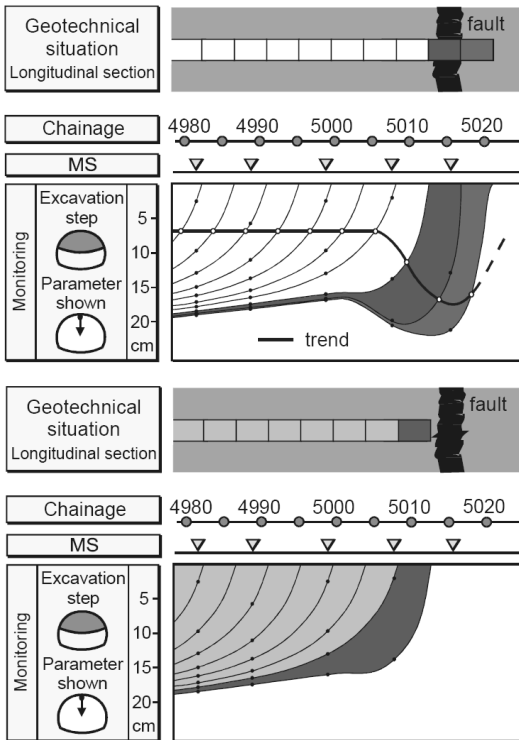 Geotechnical
situation
Longitudinal section
fault
Chainage
4980 4990 5000 5010 5020
MS
Monitoring
Excavation
step
Parameter
shown
5
10
15
20
cm
trend
Geotechnical
situation
Longitudinal section
fault
Chainage
4980 4990 5000 5010 5020
MS
Monitoring
Excavation
step
Parameter
shown
5
10
15
20
cm